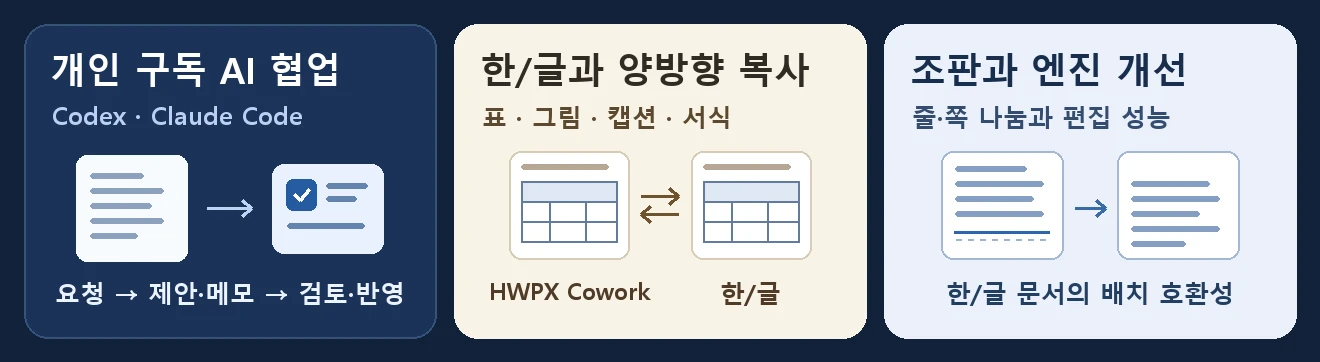 개인 구독 AI 협업
Codex · Claude Code
요청 → 제안·메모 → 검토·반영
한/글과 양방향 복사
표 · 그림 · 캡션 · 서식
HWPX Cowork
한/글
조판과 엔진 개선
줄·쪽 나눔과 편집 성능
한/글 문서의 배치 호환성